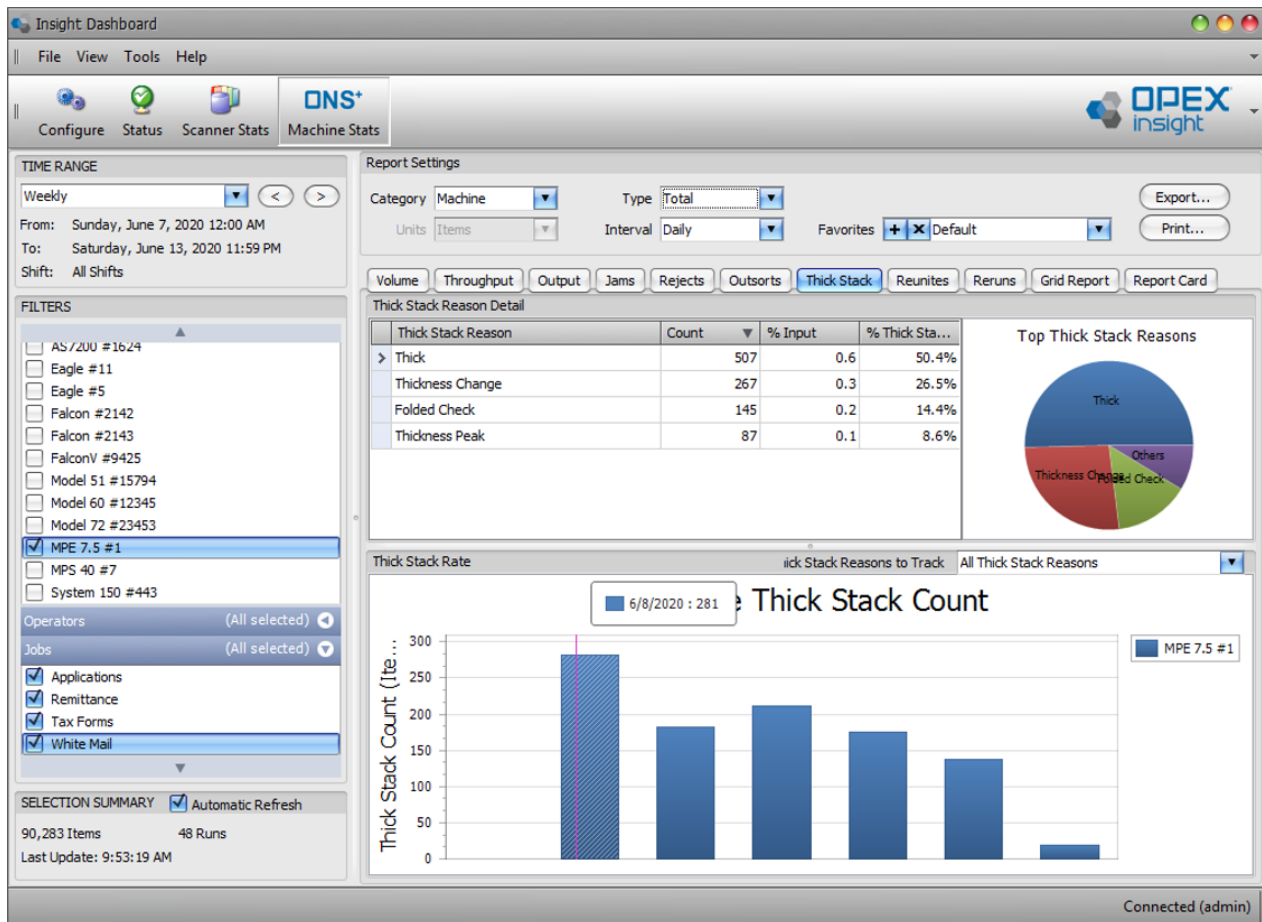 Insight Dashboard
File View Tools Help
Configure Status Scanner Stats ONS+ Machine Stats
OPEX insight
TIME RANGE
Weekly < >
From: Sunday, June 7, 2020 12:00 AM
To: Saturday, June 13, 2020 11:59 PM
Shift: All Shifts
FILTERS
AS7200 #1624
Eagle #11
Eagle #5
Falcon #2142
Falcon #2143
FalconV #9425
Model 51 #15794
Model 60 #12345
Model 72 #23453
MPE 7.5 #1
MPS 40 #7
System 150 #443
Operators (All selected)
Jobs (All selected)
Applications
Remittance
Tax Forms
White Mail
SELECTION SUMMARY Automatic Refresh
90,283 Items 48 Runs
Last Update: 9:53:19 AM
Report Settings
Category Machine Type Total Export...
Units Items Interval Daily Favorites + x Default Print...
Volume Throughput Output Jams Rejects Outsorts Thick Stack Reunites Reruns Grid Report Report Card
Thick Stack Reason Detail
Thick Stack Reason Count % Input % Thick Sta...
> Thick 507 0.6 50.4%
Thickness Change 267 0.3 26.5%
Folded Check 145 0.2 14.4%
Thickness Peak 87 0.1 8.6%
Top Thick Stack Reasons
Thick
Others
Thickness Change
Folded Check
Thick Stack Rate ick Stack Reasons to Track All Thick Stack Reasons
6/8/2020 : 281
e Thick Stack Count
MPE 7.5 #1
Thick Stack Count (Ite...
300
250
200
150
100
50
0
Connected (admin)